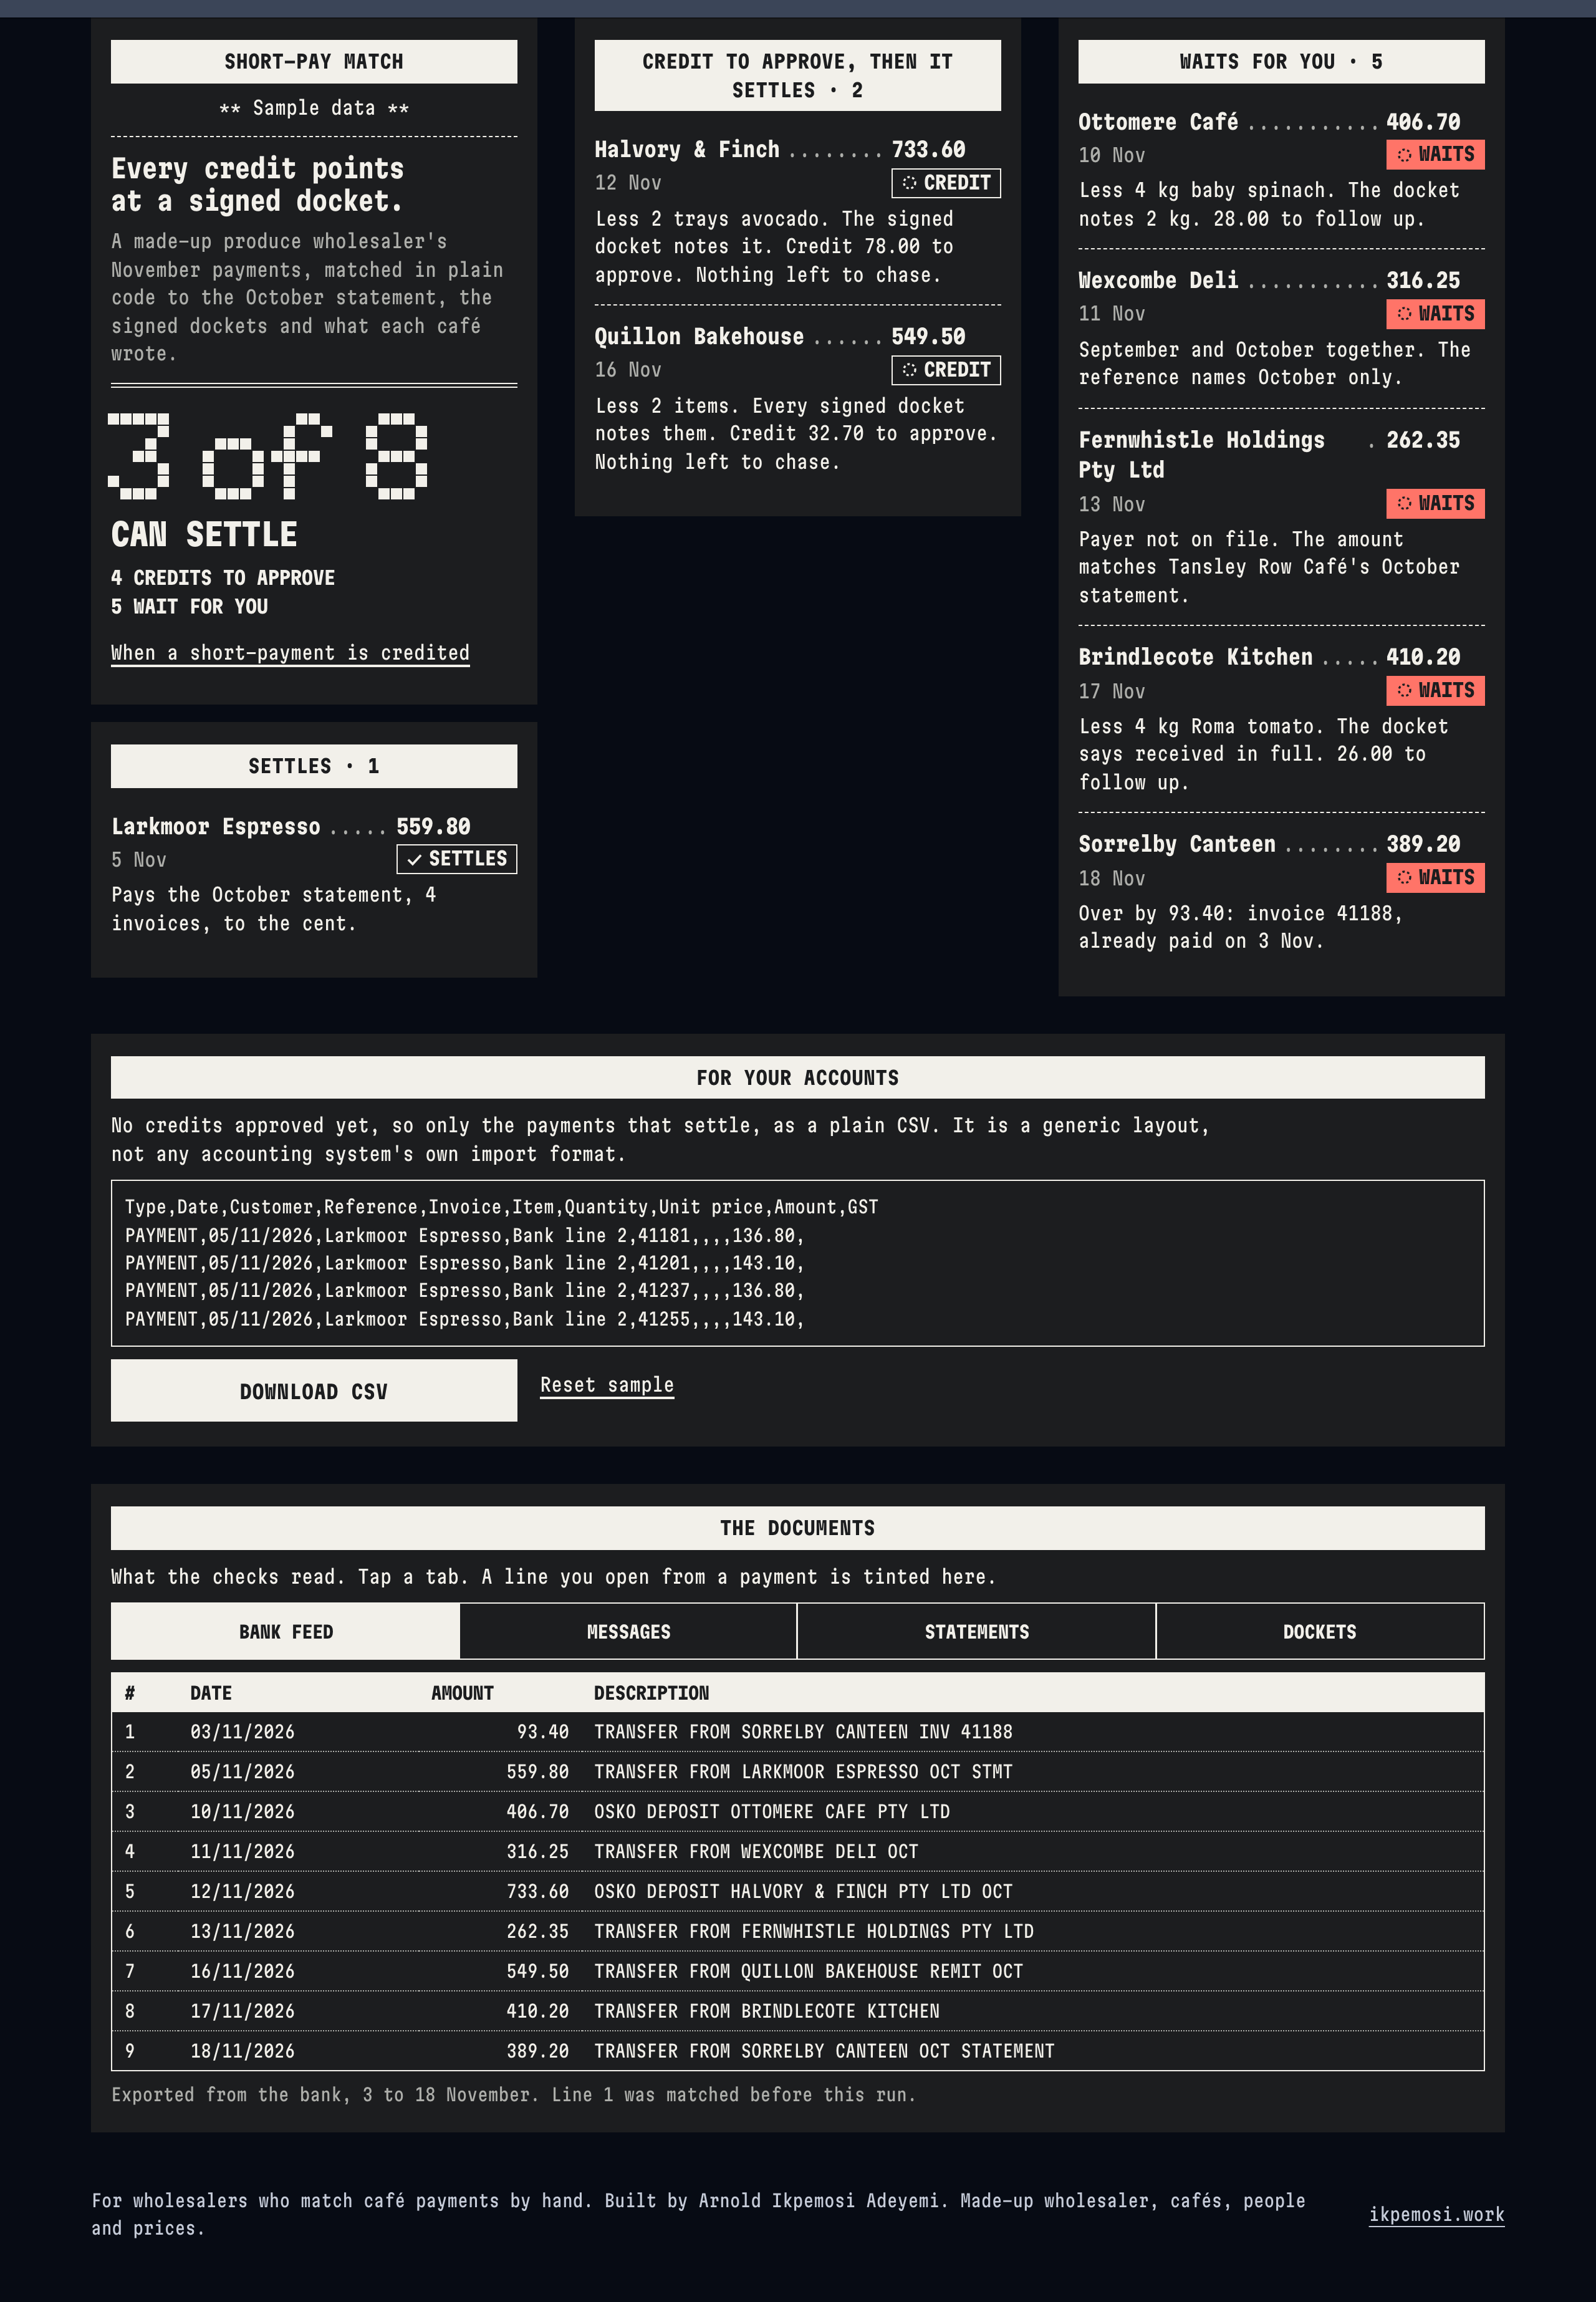 SHORT-PAY MATCH
** Sample data **
Every credit points
at a signed docket.
A made-up produce wholesaler's
November payments, matched in plain
code to the October statement, the
signed dockets and what each café
wrote.
3 of 8
CAN SETTLE
4 CREDITS TO APPROVE
5 WAIT FOR YOU
When a short-payment is credited
SETTLES · 1
Larkmoor Espresso ..... 559.80
5 Nov SETTLES
Pays the October statement, 4
invoices, to the cent.
CREDIT TO APPROVE, THEN IT
SETTLES · 2
Halvory & Finch ........ 733.60
12 Nov CREDIT
Less 2 trays avocado. The signed
docket notes it. Credit 78.00 to
approve. Nothing left to chase.
Quillon Bakehouse ...... 549.50
16 Nov CREDIT
Less 2 items. Every signed docket
notes them. Credit 32.70 to approve.
Nothing left to chase.
WAITS FOR YOU · 5
Ottomere Café ........... 406.70
10 Nov WAITS
Less 4 kg baby spinach. The docket
notes 2 kg. 28.00 to follow up.
Wexcombe Deli ........... 316.25
11 Nov WAITS
September and October together. The
reference names October only.
Fernwhistle Holdings . 262.35
Pty Ltd
13 Nov WAITS
Payer not on file. The amount
matches Tansley Row Café's October
statement.
Brindlecote Kitchen ..... 410.20
17 Nov WAITS
Less 4 kg Roma tomato. The docket
says received in full. 26.00 to
follow up.
Sorrelby Canteen ........ 389.20
18 Nov WAITS
Over by 93.40: invoice 41188,
already paid on 3 Nov.
FOR YOUR ACCOUNTS
No credits approved yet, so only the payments that settle, as a plain CSV. It is a generic layout,
not any accounting system's own import format.
Type,Date,Customer,Reference,Invoice,Item,Quantity,Unit price,Amount,GST
PAYMENT,05/11/2026,Larkmoor Espresso,Bank line 2,41181,,,,136.80,
PAYMENT,05/11/2026,Larkmoor Espresso,Bank line 2,41201,,,,143.10,
PAYMENT,05/11/2026,Larkmoor Espresso,Bank line 2,41237,,,,136.80,
PAYMENT,05/11/2026,Larkmoor Espresso,Bank line 2,41255,,,,143.10,
DOWNLOAD CSV Reset sample
THE DOCUMENTS
What the checks read. Tap a tab. A line you open from a payment is tinted here.
BANK FEED MESSAGES STATEMENTS DOCKETS
# DATE AMOUNT DESCRIPTION
1 03/11/2026 93.40 TRANSFER FROM SORRELBY CANTEEN INV 41188
2 05/11/2026 559.80 TRANSFER FROM LARKMOOR ESPRESSO OCT STMT
3 10/11/2026 406.70 OSKO DEPOSIT OTTOMERE CAFE PTY LTD
4 11/11/2026 316.25 TRANSFER FROM WEXCOMBE DELI OCT
5 12/11/2026 733.60 OSKO DEPOSIT HALVORY & FINCH PTY LTD OCT
6 13/11/2026 262.35 TRANSFER FROM FERNWHISTLE HOLDINGS PTY LTD
7 16/11/2026 549.50 TRANSFER FROM QUILLON BAKEHOUSE REMIT OCT
8 17/11/2026 410.20 TRANSFER FROM BRINDLECOTE KITCHEN
9 18/11/2026 389.20 TRANSFER FROM SORRELBY CANTEEN OCT STATEMENT
Exported from the bank, 3 to 18 November. Line 1 was matched before this run.
For wholesalers who match café payments by hand. Built by Arnold Ikpemosi Adeyemi. Made-up wholesaler, cafés, people
and prices.
ikpemosi.work